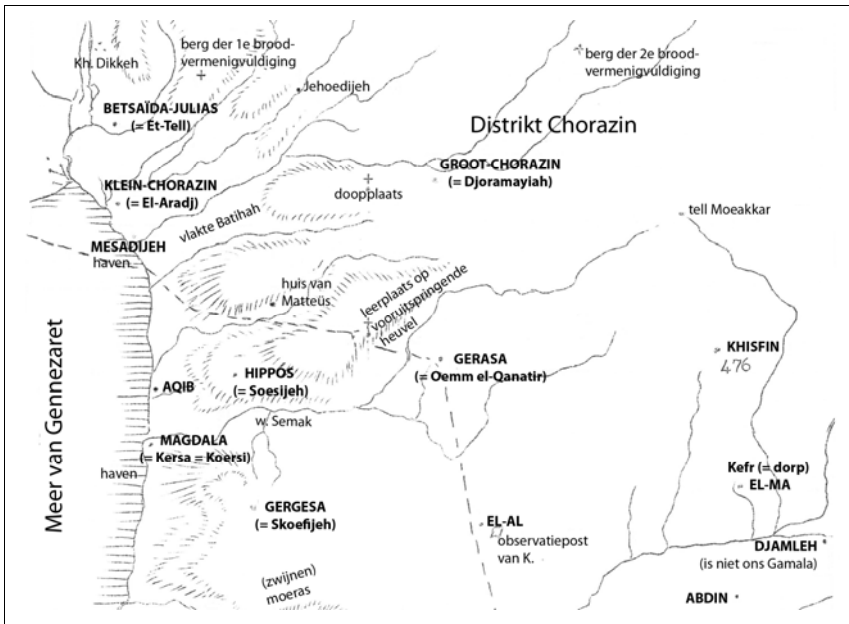 berg der 1e brood-
vermenigvuldiging
berg der 2e brood-
vermenigvuldiging
Kh. Dikkeh
Jehoedijeh
BETSAÏDA-JULIAS
(= Et-Tell)
Distrikt Chorazin
GROOT-CHORAZIN
(= Djoramayiah)
KLEIN-CHORAZIN
(= El-Aradj)
doopplaats
tell Moeakkar
vlakte Batihah
MESADIJEH
haven
huis van
Matteüs
leerplaats op
vooruitspringende
heuvel
KHISFIN
476
GERASA
(= Oemm el-Qanatir)
HIPPOS
(= Soesijeh)
AQIB
w. Semak
MAGDALA
(= Kersa = Koersi)
haven
Meer van Gennezaret
Kefr (= dorp)
EL-MA
GERGESA
(= Skoefijeh)
EL-AL
observatiepost
van K.
DJAMLEH
(is niet ons Gamala)
(zwijnen)
moeras
ABDIN